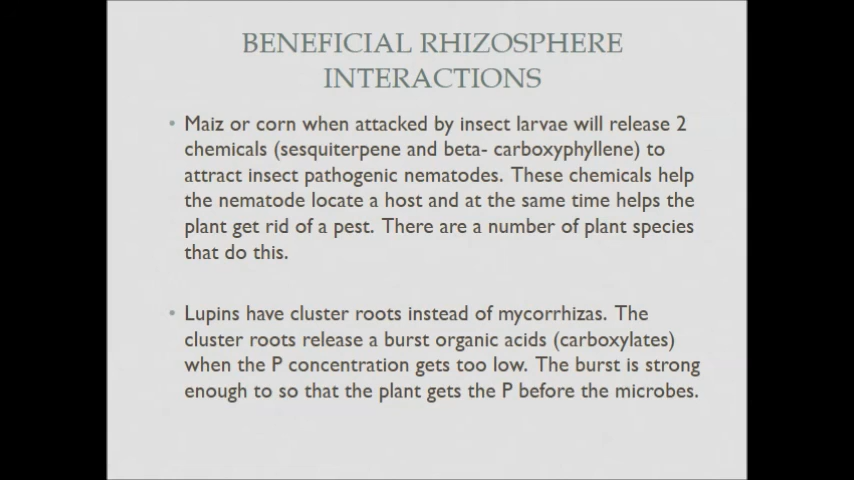 BENEFICIAL RHIZOSPHERE
INTERACTIONS
• Maiz or corn when attacked by insect larvae will release 2
chemicals (sesquiterpene and beta- carboxyphyllene) to
attract insect pathogenic nematodes. These chemicals help
the nematode locate a host and at the same time helps the
plant get rid of a pest. There are a number of plant species
that do this.
• Lupins have cluster roots instead of mycorrhizas. The
cluster roots release a burst organic acids (carboxylates)
when the P concentration gets too low. The burst is strong
enough to so that the plant gets the P before the microbes.